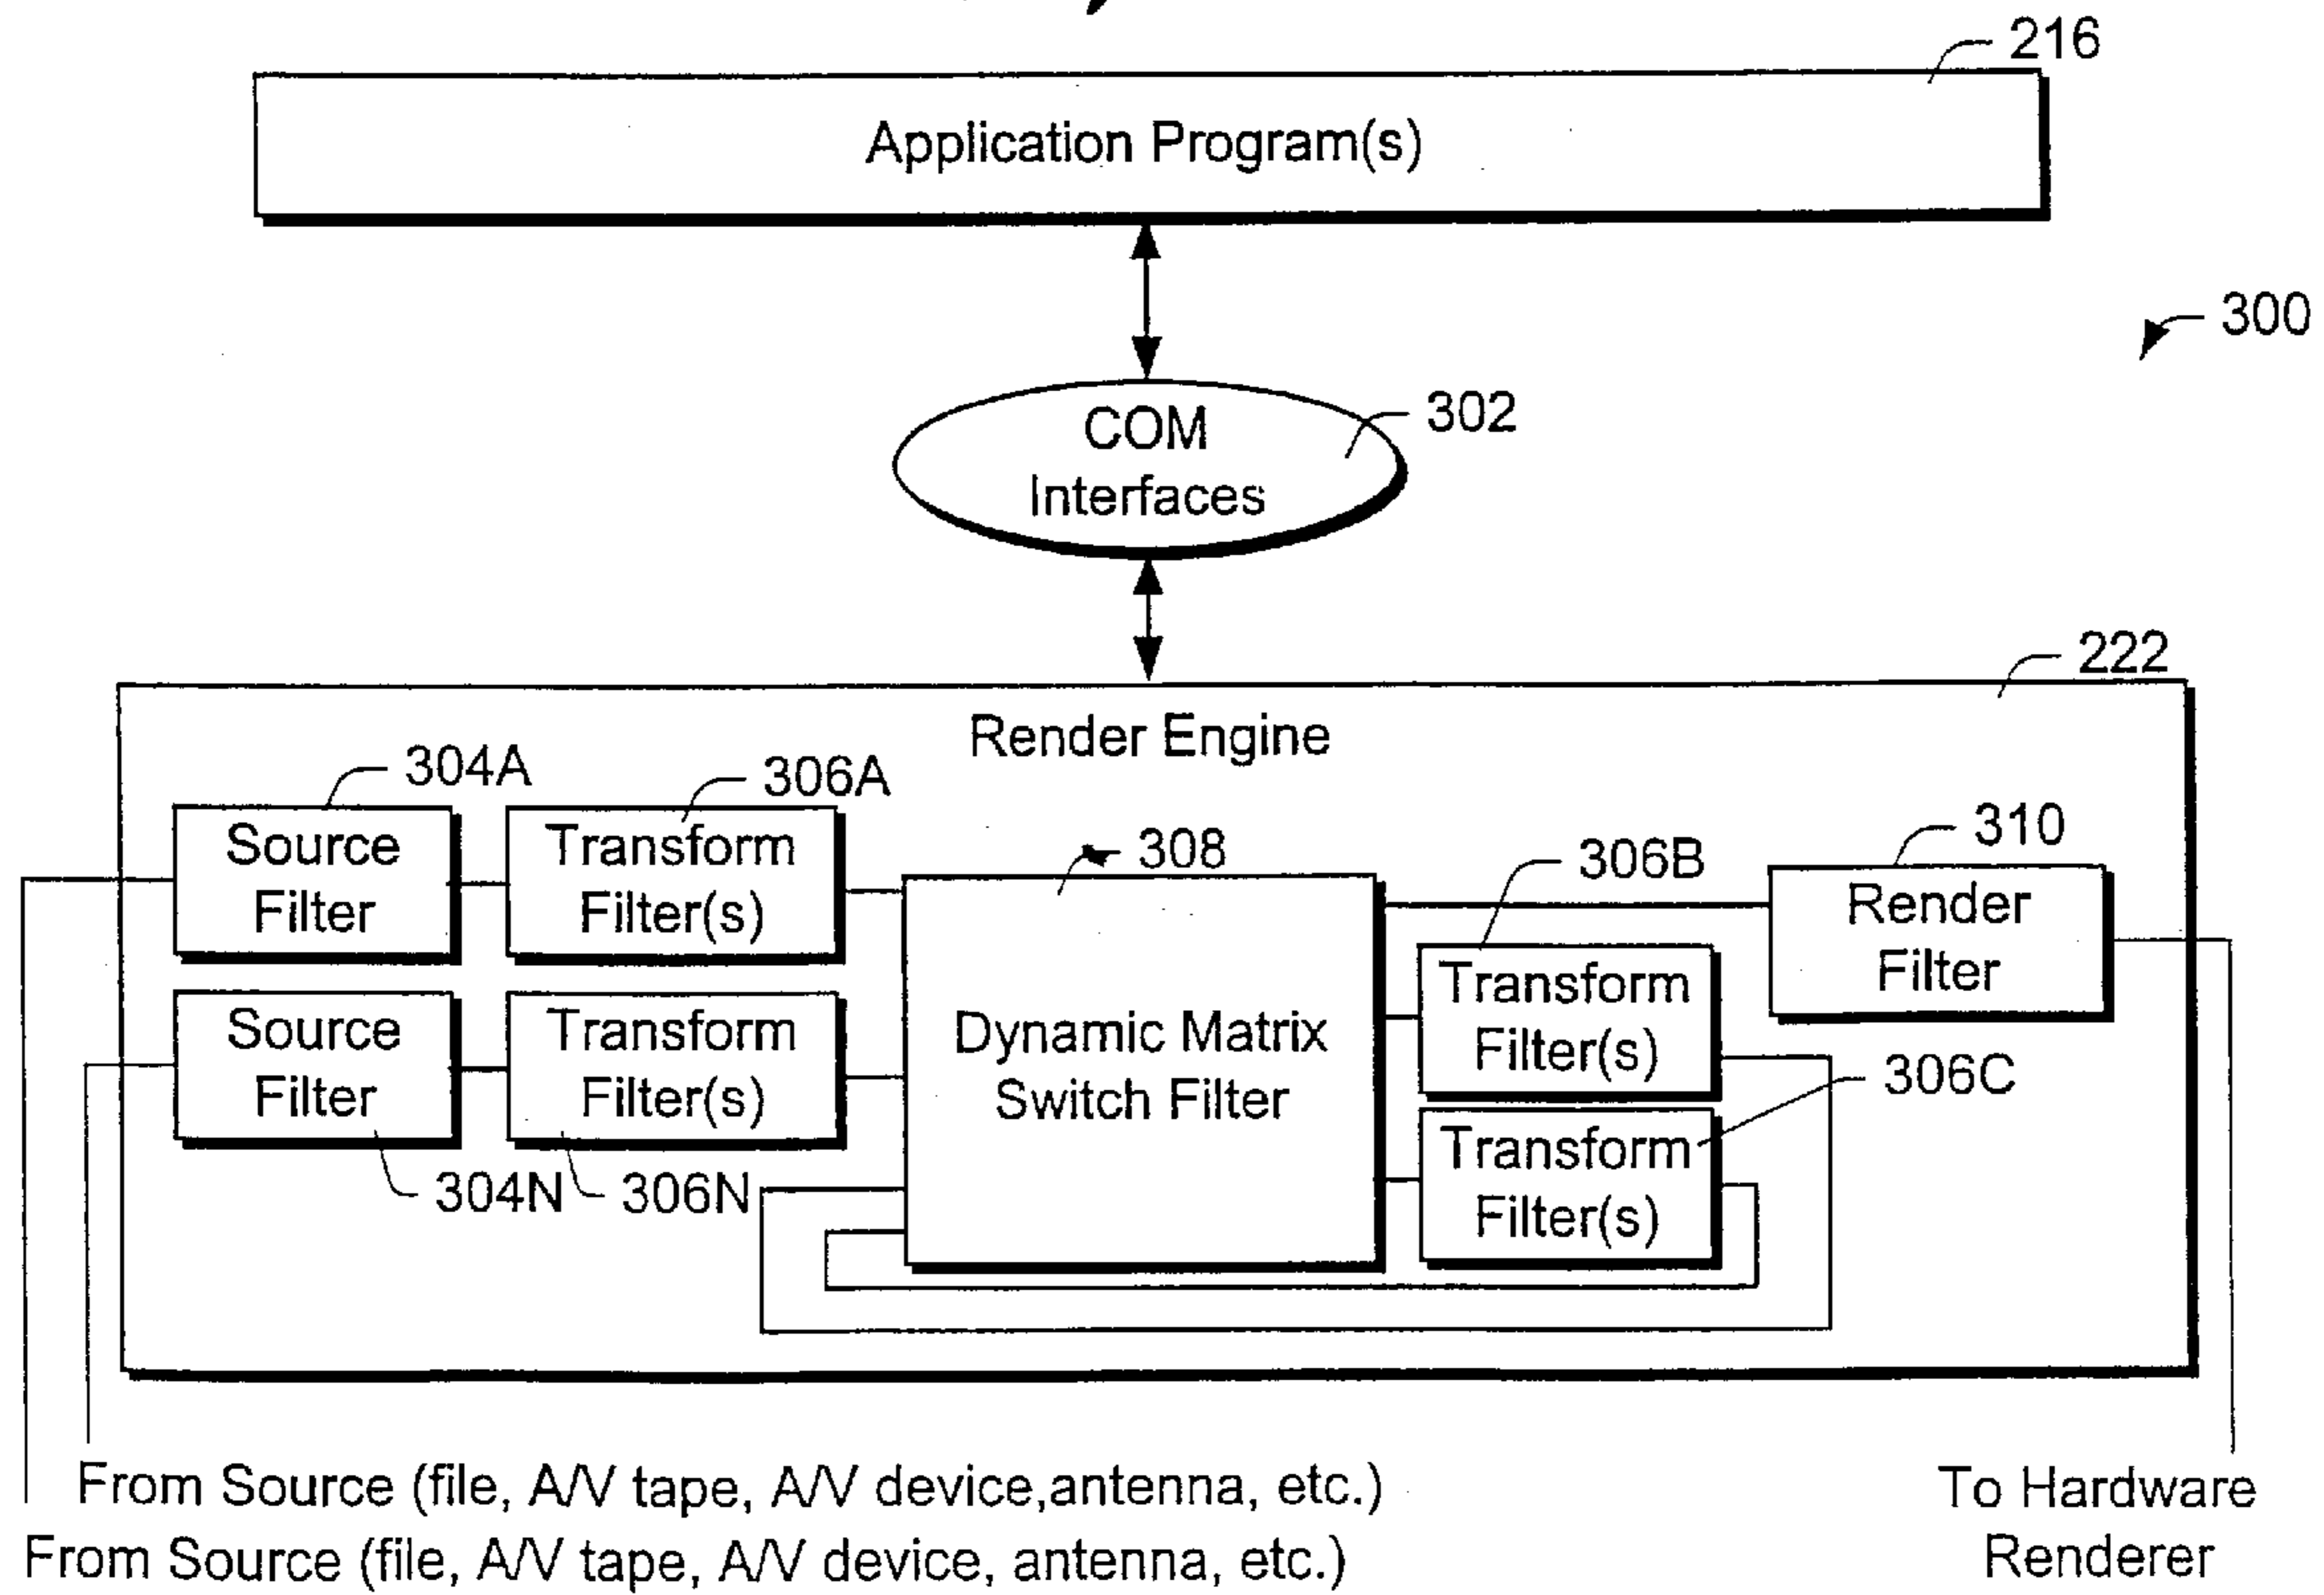 216
Application Program(s)
300
COM
Interfaces
302
222
Render Engine
304A
306A
Source
Filter
Transform
Filter(s)
308
306B
310
Render
Filter
Source
Filter
Transform
Filter(s)
Dynamic Matrix
Switch Filter
Transform
Filter(s)
306C
Transform
Filter(s)
304N
306N
From Source (file, A/V tape, A/V device,antenna, etc.)
From Source (file, A/V tape, A/V device, antenna, etc.)
To Hardware
Renderer